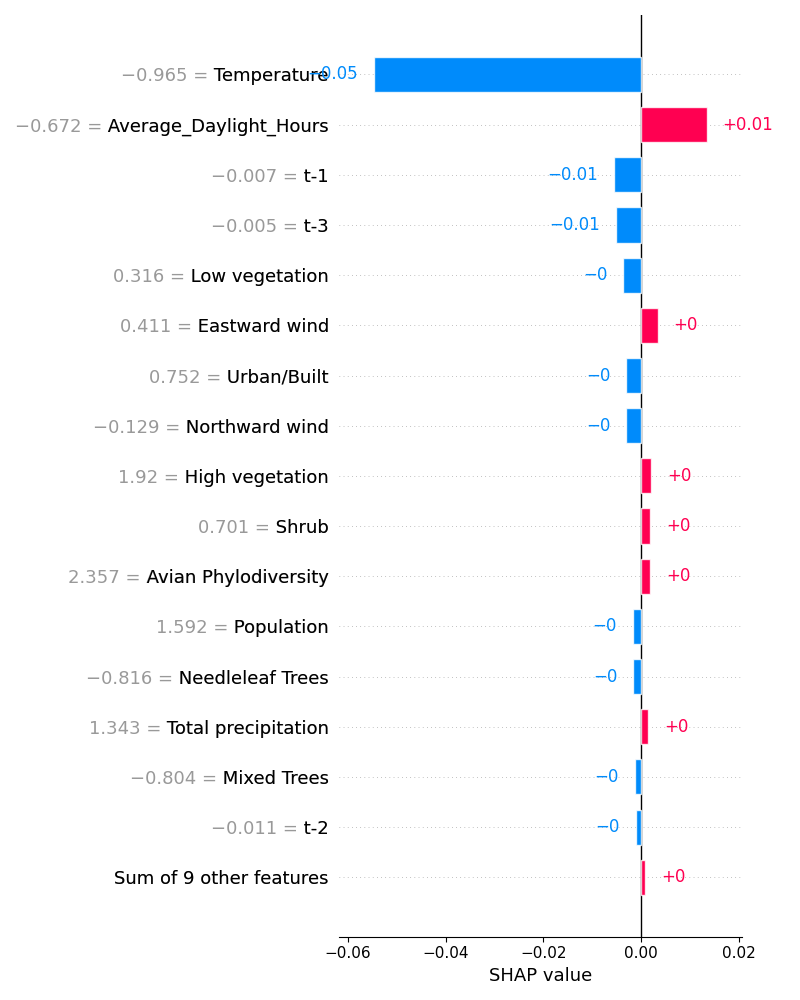 −0.965 = Temperature −0.05
−0.672 = Average_Daylight_Hours +0.01
−0.007 = t-1 −0.01
−0.005 = t-3 −0.01
0.316 = Low vegetation −0
0.411 = Eastward wind +0
0.752 = Urban/Built −0
−0.129 = Northward wind −0
1.92 = High vegetation +0
0.701 = Shrub +0
2.357 = Avian Phylodiversity +0
1.592 = Population −0
−0.816 = Needleleaf Trees −0
1.343 = Total precipitation +0
−0.804 = Mixed Trees −0
−0.011 = t-2 −0
Sum of 9 other features +0
−0.06 −0.04 −0.02 0.00 0.02
SHAP value